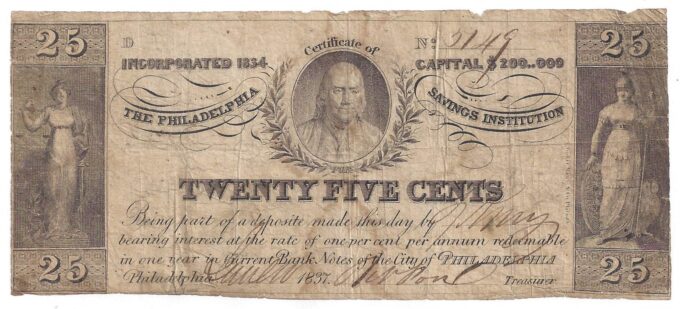 25 25
D Certificate of No 5149
INCORPORATED 1834. CAPITAL $200..000
THE PHILADELPHIA SAVINGS INSTITUTION
FOR
TWENTY FIVE CENTS
Being part of a deposite made this day by
bearing interest at the rate of one per cent per annum redeemable
in one year in Current Bank Notes of the City of PHILADELPHIA
Philadelphia 1837. Treasurer
25 25